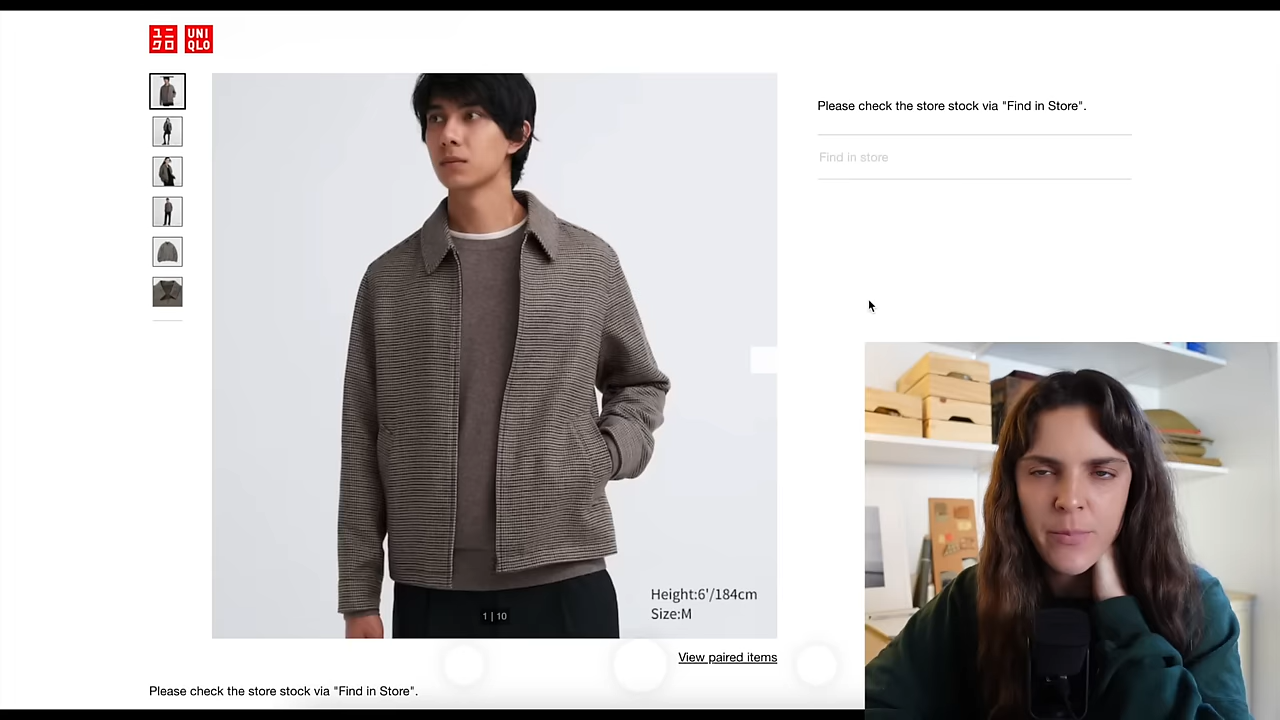 ユニ
クロ
UNI
QLO
Please check the store stock via "Find in Store".
Find in store
Height:6'/184cm
Size:M
1 | 10
View paired items
Please check the store stock via "Find in Store".